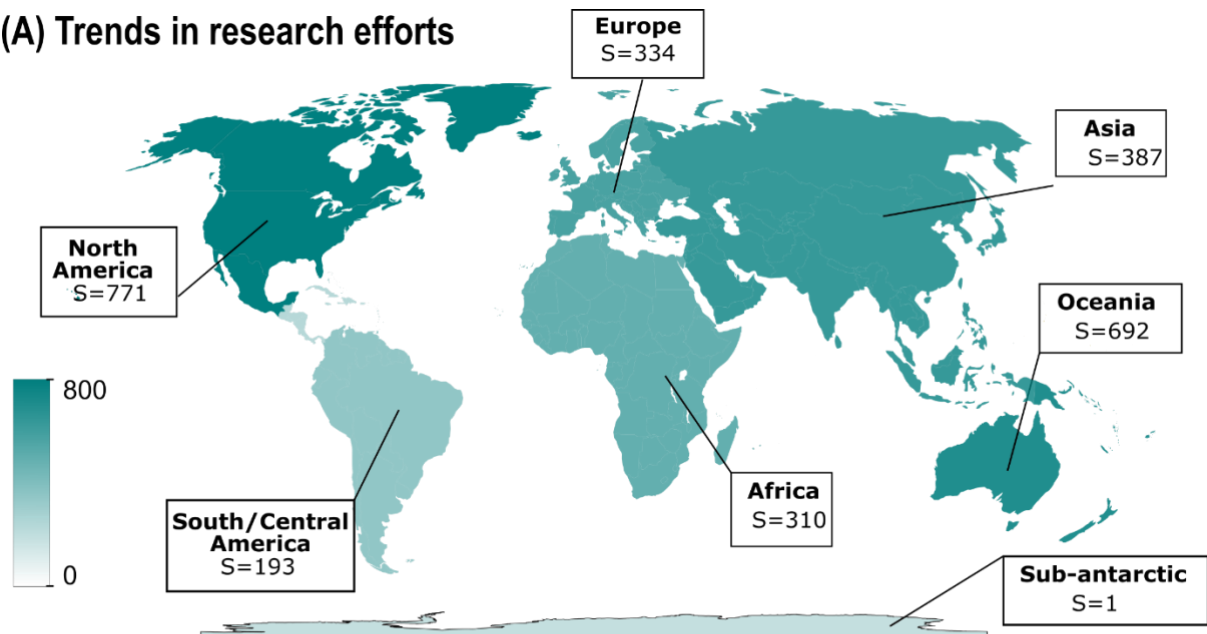 (A) Trends in research efforts
Europe
S=334
Asia
S=387
North
America
S=771
Oceania
S=692
800
0
South/Central
America
S=193
Africa
S=310
Sub-antarctic
S=1